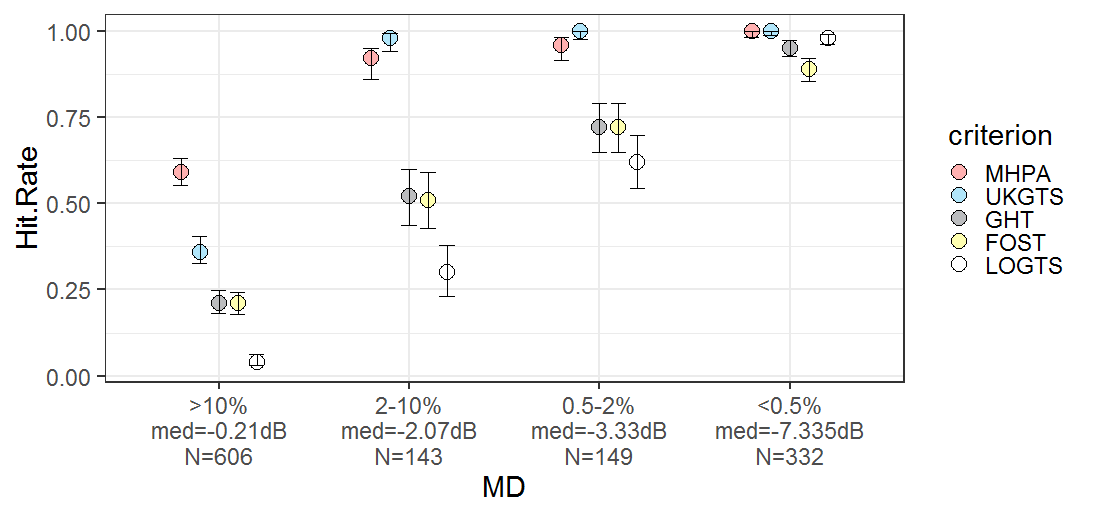 1.00
0.75
0.50
0.25
0.00
Hit.Rate
>10%
med=-0.21dB
N=606
2-10%
med=-2.07dB
N=143
0.5-2%
med=-3.33dB
N=149
<0.5%
med=-7.335dB
N=332
MD
criterion
MHPA
UKGTS
GHT
FOST
LOGTS